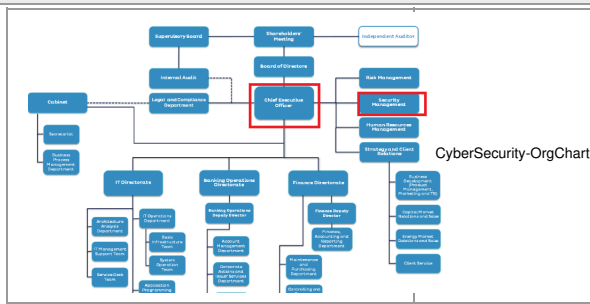 Supervisory Board
Shareholders'
Meeting
Independent Auditor
Board of Directors
Internal Audit
Risk Management
Cabinet
Legal and Compliance
Department
Chief Executive
Officer
Security
Management
Secretariat
Human Resources
Management
Business
Process
Management
Department
Strategy and Client
Relations
CyberSecurity-OrgChart
IT Directorate
Banking Operations
Directorate
Finance Directorate
Business
Development
(Product
Management,
Marketing and PR)
Architecture
Analysis
Department
IT Operations
Department
Banking Operations
Deputy Director
Finance Deputy
Director
Capital Market
Relations and Sales
Basic
Infrastructure
Team
Account
Management
Department
Finance,
Accounting and
Reporting
Department
IT Management
Support Team
Energy Market
Relations and Sales
System
Operation
Team
Corporate
Actions and
Issuer Services
Department
Maintenance
and
Purchasing
Department
Client Service
Service Desk
Team
Application
Programming
Controlling and